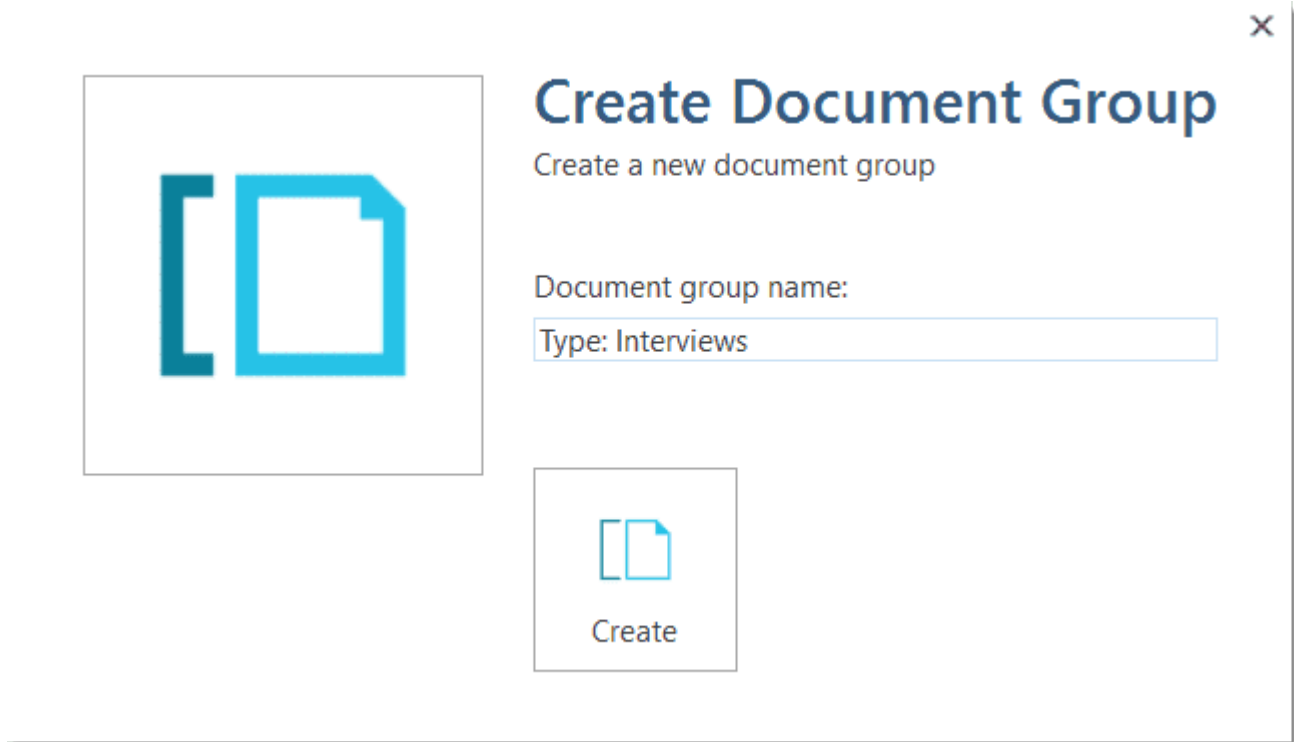 Create Document Group
Create a new document group
Document group name:
Type: Interviews
Create